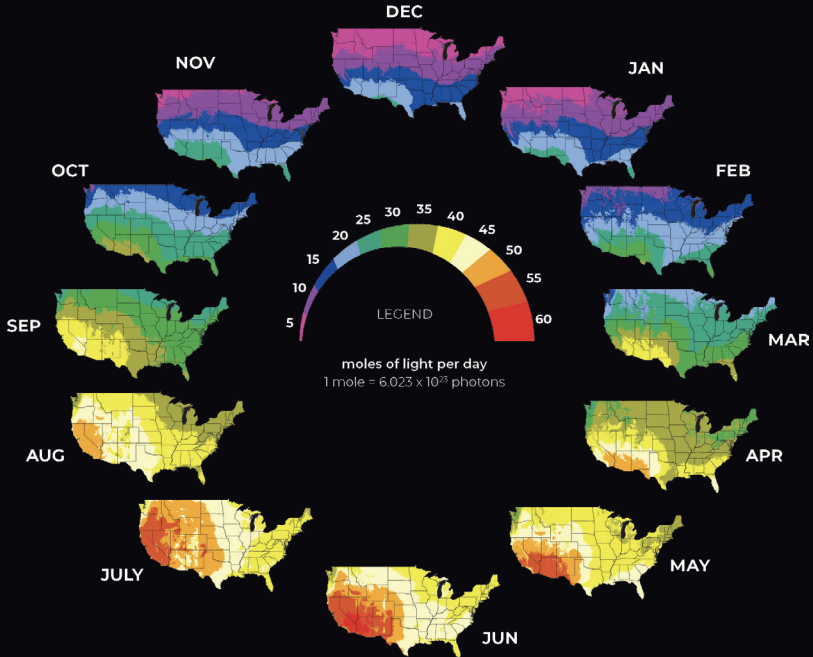 DEC
NOV
JAN
OCT
FEB
5
10
15
20
25
30
35
40
45
50
55
60
LEGEND
SEP
MAR
moles of light per day
1 mole = 6.023 x 10²³ photons
AUG
APR
JULY
MAY
JUN